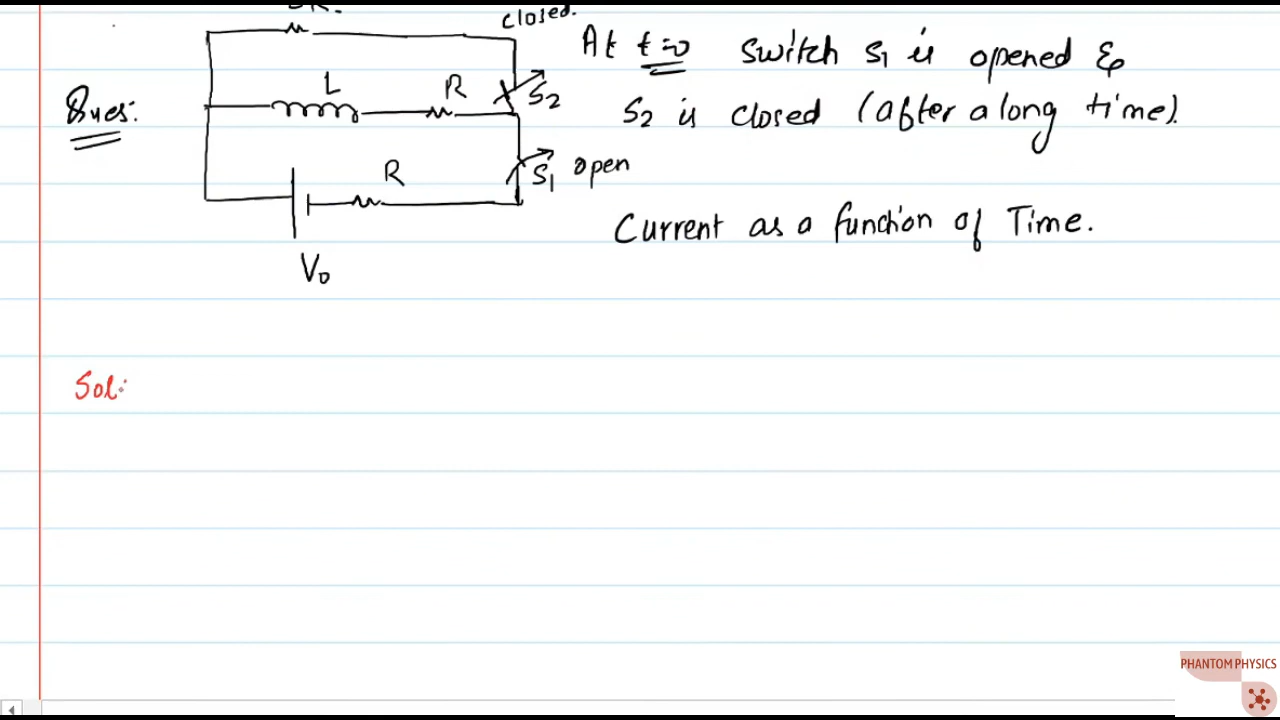 closed.
At t=0 switch S1 is opened &
Ques:
L
R
S2
S2 is closed (after a long time).
R
S1 open
Current as a function of Time.
V0
Sol:
PHANTOM PHYSICS